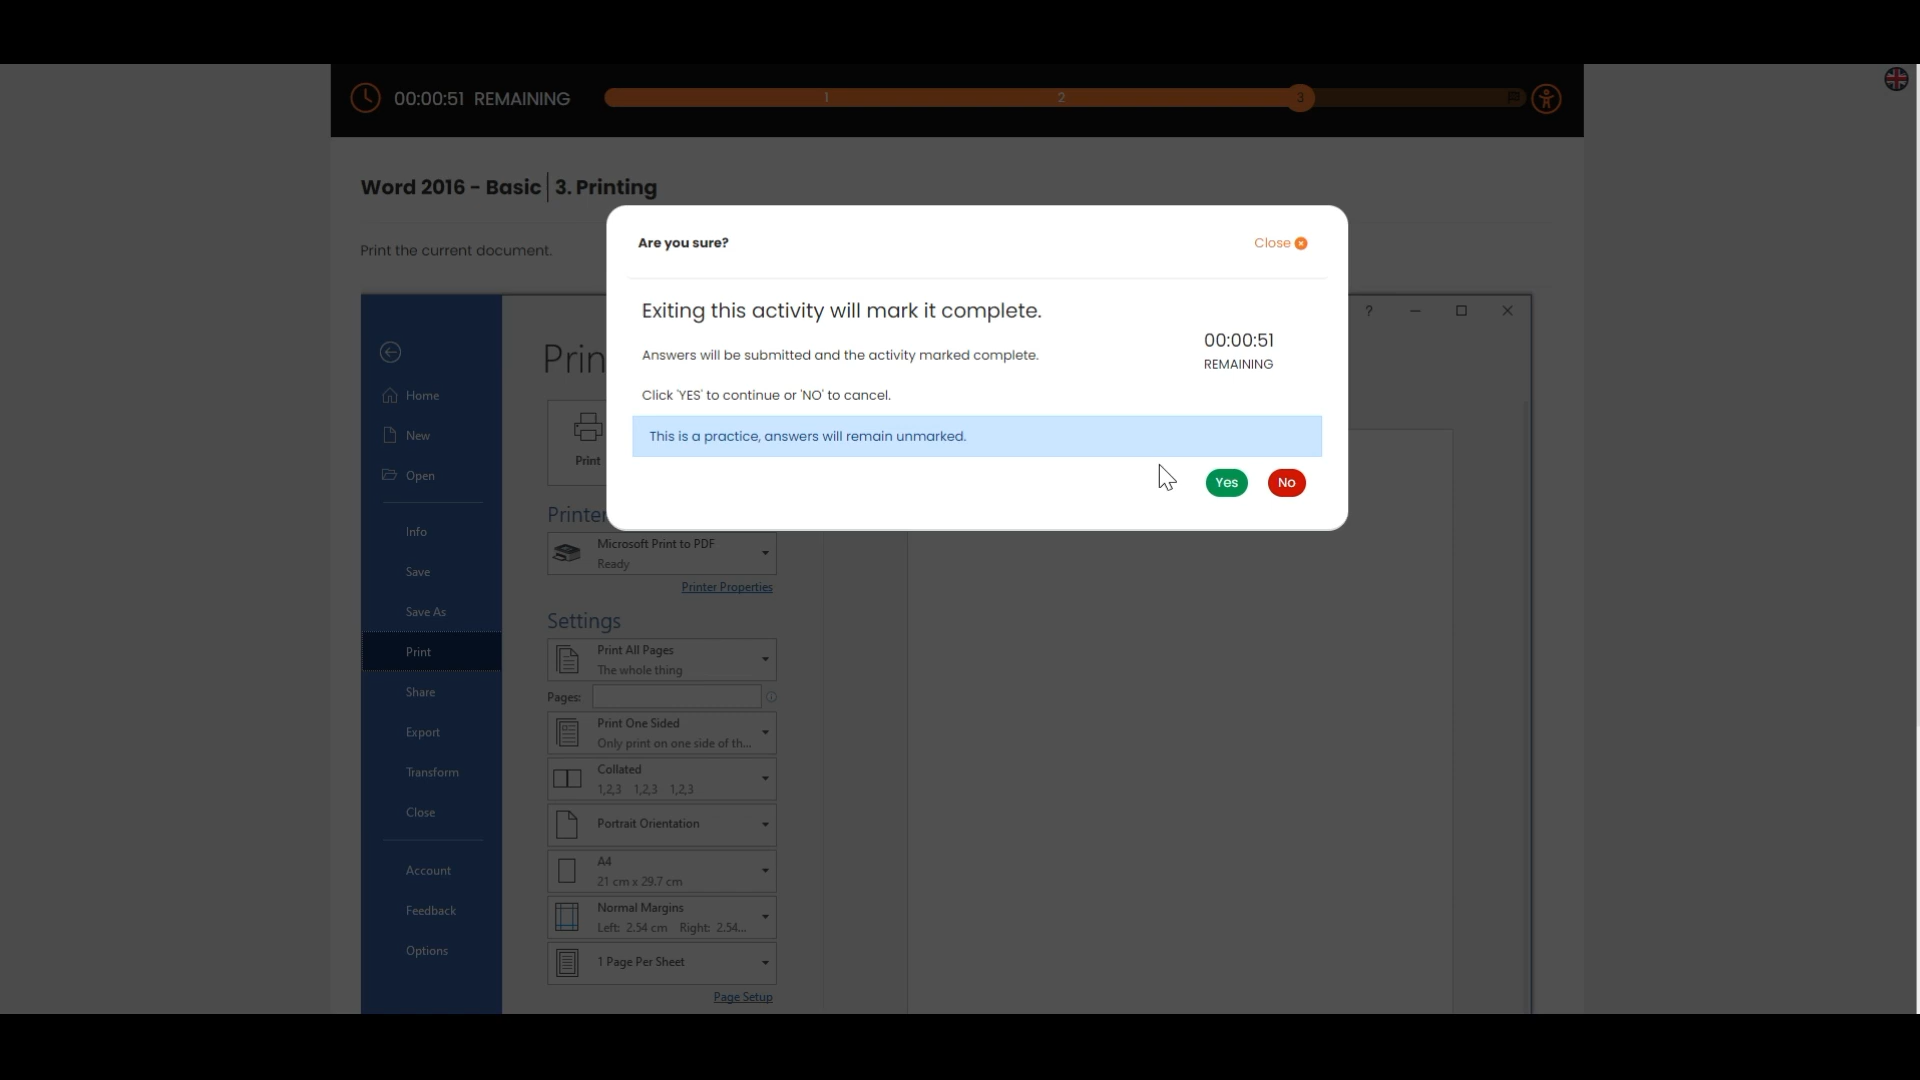 00:00:51 REMAINING
1
2
3
Word 2016 - Basic
3. Printing
Print the current document.
Are you sure?
Close
Exiting this activity will mark it complete.
Answers will be submitted and the activity marked complete.
00:00:51
REMAINING
Click 'YES' to continue or 'NO' to cancel.
This is a practice, answers will remain unmarked.
Yes
No
?
Home
New
Open
Info
Save
Save As
Print
Share
Export
Transform
Close
Account
Feedback
Options
Print
Microsoft Print to PDF
Ready
Printer Properties
Settings
Print All Pages
The whole thing
Pages:
Print One Sided
Only print on one side of th...
Collated
1,2,3 1,2,3 1,2,3
Portrait Orientation
A4
21 cm x 29.7 cm
Normal Margins
Left: 2.54 cm Right: 2.54...
1 Page Per Sheet
Page Setup